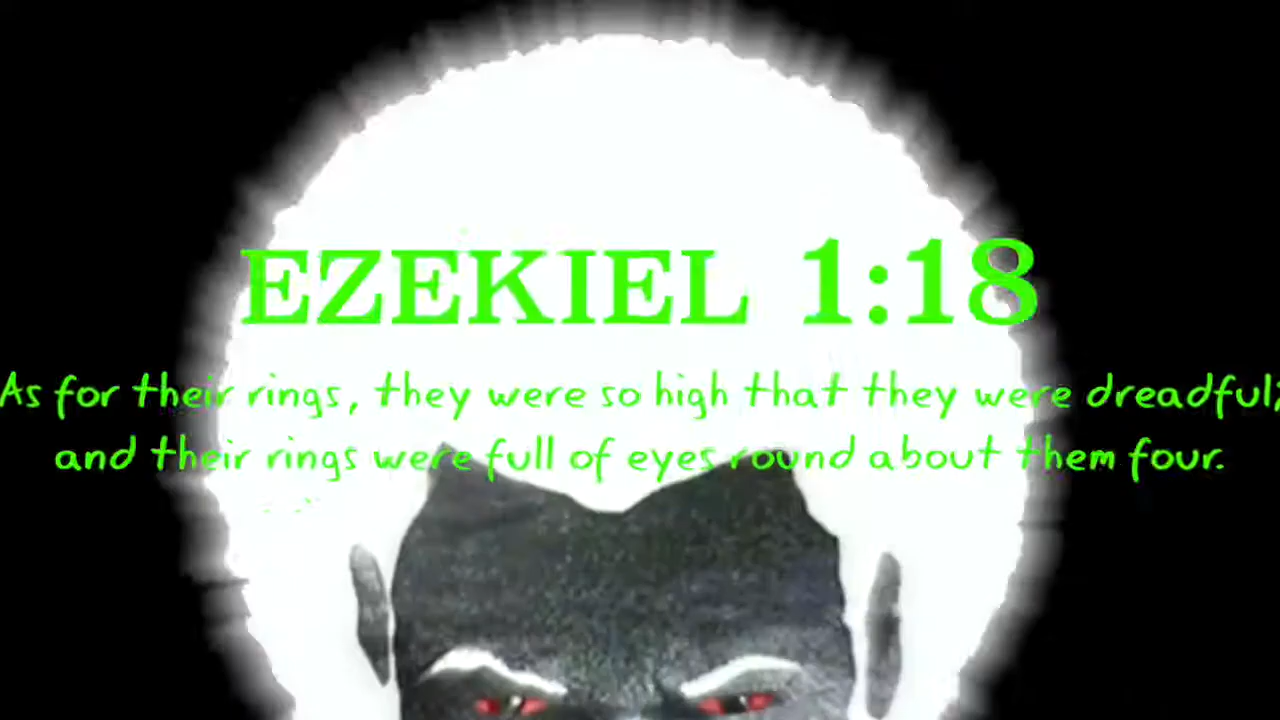 EZEKIEL 1:18
As for their rings, they were so high that they were dreadful;
and their rings were full of eyes round about them four.